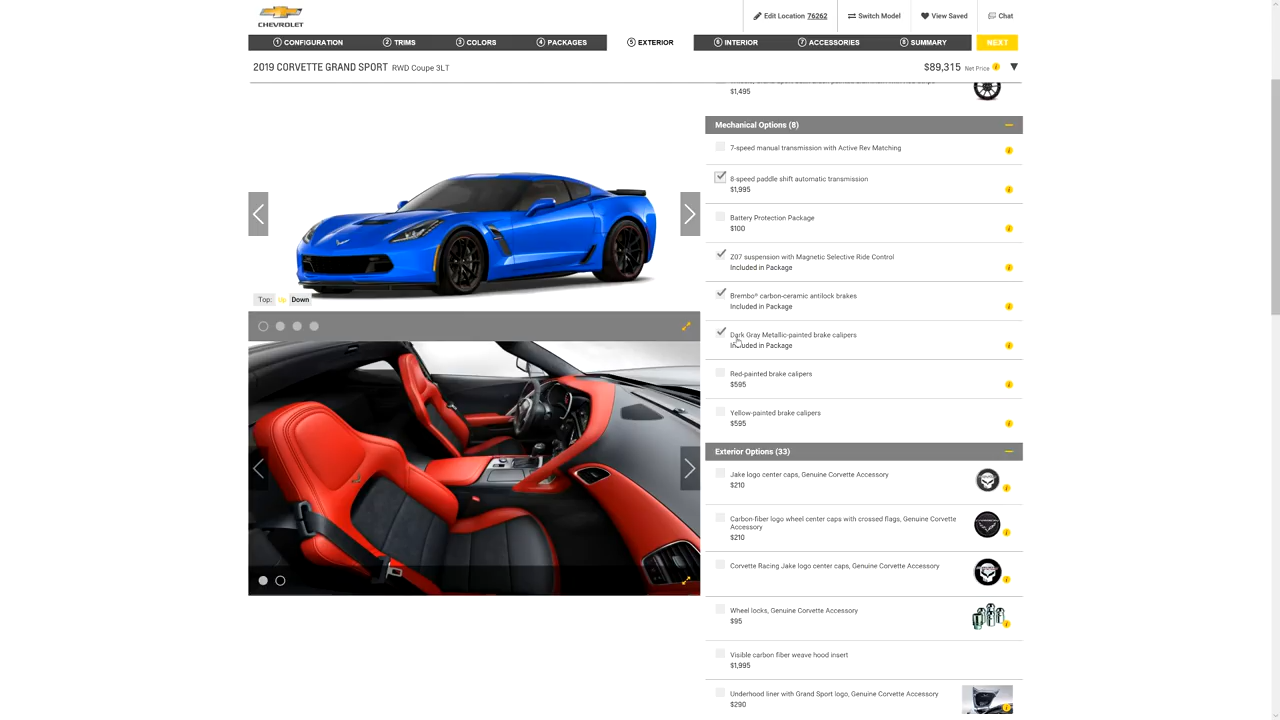 CHEVROLET
Edit Location 76262
Switch Model
View Saved
Chat
1 CONFIGURATION
2 TRIMS
3 COLORS
4 PACKAGES
5 EXTERIOR
6 INTERIOR
7 ACCESSORIES
8 SUMMARY
NEXT
2019 CORVETTE GRAND SPORT RWD Coupe 3LT
$89,315 Net Price
$1,495
Mechanical Options (8)
7-speed manual transmission with Active Rev Matching
8-speed paddle shift automatic transmission
$1,995
Battery Protection Package
$100
Z07 suspension with Magnetic Selective Ride Control
Included in Package
Brembo® carbon-ceramic antilock brakes
Included in Package
Dark Gray Metallic-painted brake calipers
Included in Package
Red-painted brake calipers
$595
Yellow-painted brake calipers
$595
Top: Up Down
Exterior Options (33)
Jake logo center caps, Genuine Corvette Accessory
$210
Carbon-fiber logo wheel center caps with crossed flags, Genuine Corvette
Accessory
$210
Corvette Racing Jake logo center caps, Genuine Corvette Accessory
Wheel locks, Genuine Corvette Accessory
$95
Visible carbon fiber weave hood insert
$1,995
Underhood liner with Grand Sport logo, Genuine Corvette Accessory
$290